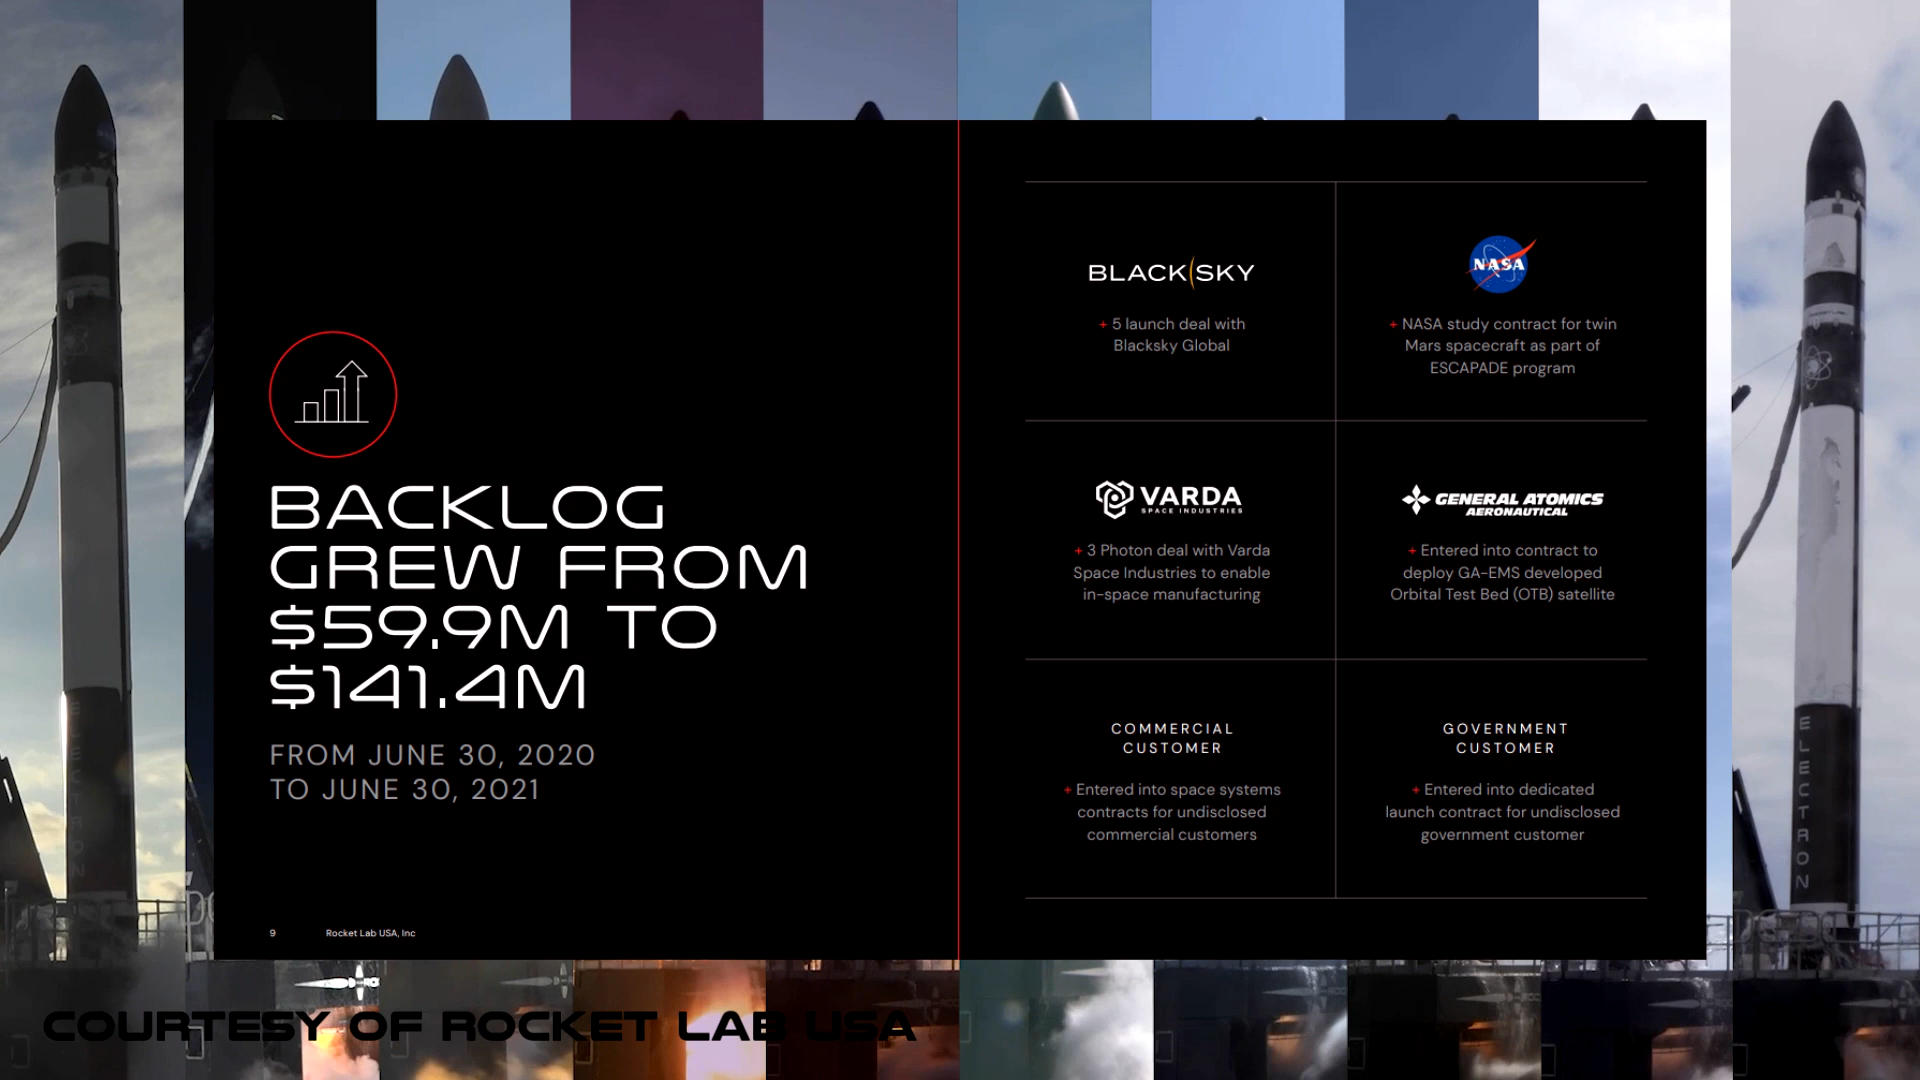 BACKLOG
GREW FROM
$59.9M TO
$141.4M
FROM JUNE 30, 2020
TO JUNE 30, 2021
9
Rocket Lab USA, Inc
BLACK SKY
+ 5 launch deal with
Blacksky Global
NASA
+ NASA study contract for twin
Mars spacecraft as part of
ESCAPADE program
VARDA
SPACE INDUSTRIES
+ 3 Photon deal with Varda
Space Industries to enable
in-space manufacturing
GENERAL ATOMICS
AERONAUTICAL
+ Entered into contract to
deploy GA-EMS developed
Orbital Test Bed (OTB) satellite
COMMERCIAL
CUSTOMER
+ Entered into space systems
contracts for undisclosed
commercial customers
GOVERNMENT
CUSTOMER
+ Entered into dedicated
launch contract for undisclosed
government customer
ELECTRON
ELECTRON
COURTESY OF ROCKET LAB USA